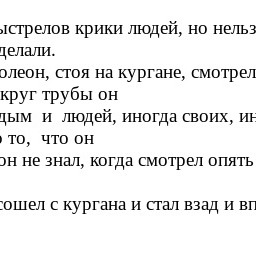 ыстрелов крики людей, но нельз
делали.
олеон, стоя на кургане, смотрел
круг трубы он
дым и людей, иногда своих, ин
о то, что он
он не знал, когда смотрел опять
сошел с кургана и стал взад и вп